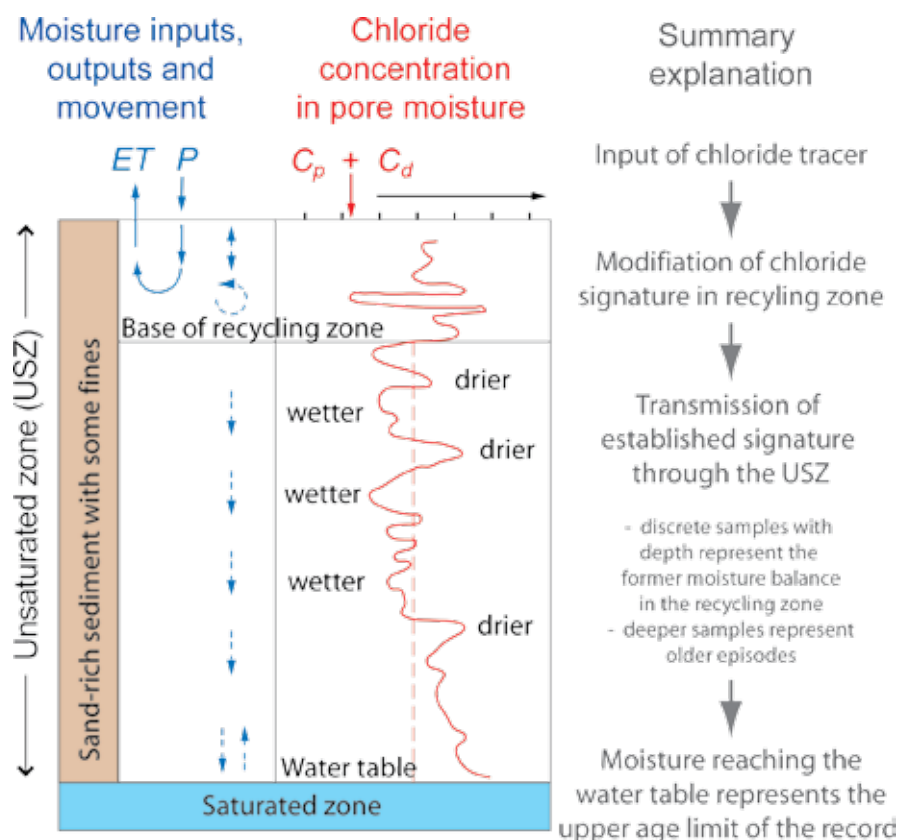 Moisture inputs,
outputs and
movement
Chloride
concentration
in pore moisture
Summary
explanation
ET P
Cp + Cd
Input of chloride tracer
Modifiation of chloride
signature in recyling zone
Base of recycling zone
drier
wetter
drier
wetter
wetter
drier
Transmission of
established signature
through the USZ
- discrete samples with
depth represent the
former moisture balance
in the recycling zone
- deeper samples represent
older episodes
Unsaturated zone (USZ)
Sand-rich sediment with some fines
Water table
Saturated zone
Moisture reaching the
water table represents the
upper age limit of the record